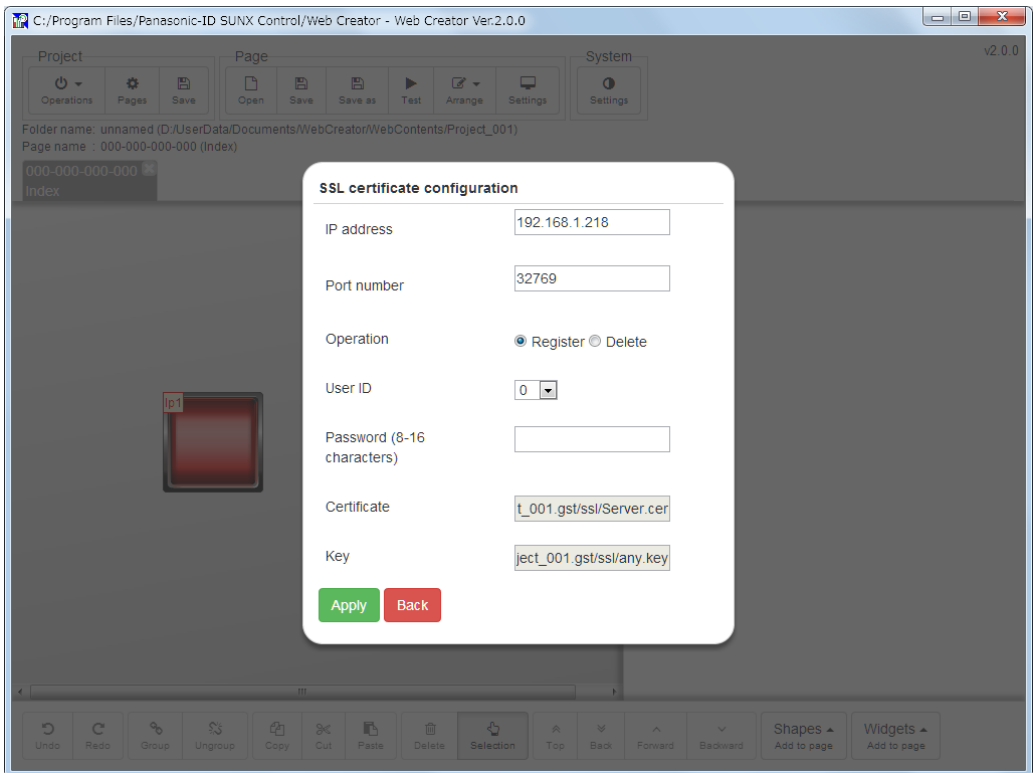 C:/Program Files/Panasonic-ID SUNX Control/Web Creator - Web Creator Ver.2.0.0
v2.0.0
Project
Page
System
Operations Pages Save Open Save Save as Test Arrange Settings Settings
Folder name: unnamed (D:/UserData/Documents/WebCreator/WebContents/Project_001)
Page name : 000-000-000-000 (Index)
000-000-000-000
Index
SSL certificate configuration
IP address 192.168.1.218
Port number 32769
Operation Register Delete
User ID 0
lp1
Password (8-16
characters)
Certificate t_001.gst/ssl/Server.cer
Key ject_001.gst/ssl/any.key
Apply Back
Undo Redo Group Ungroup Copy Cut Paste Delete Selection Top Back Forward Backward
Shapes
Add to page
Widgets
Add to page